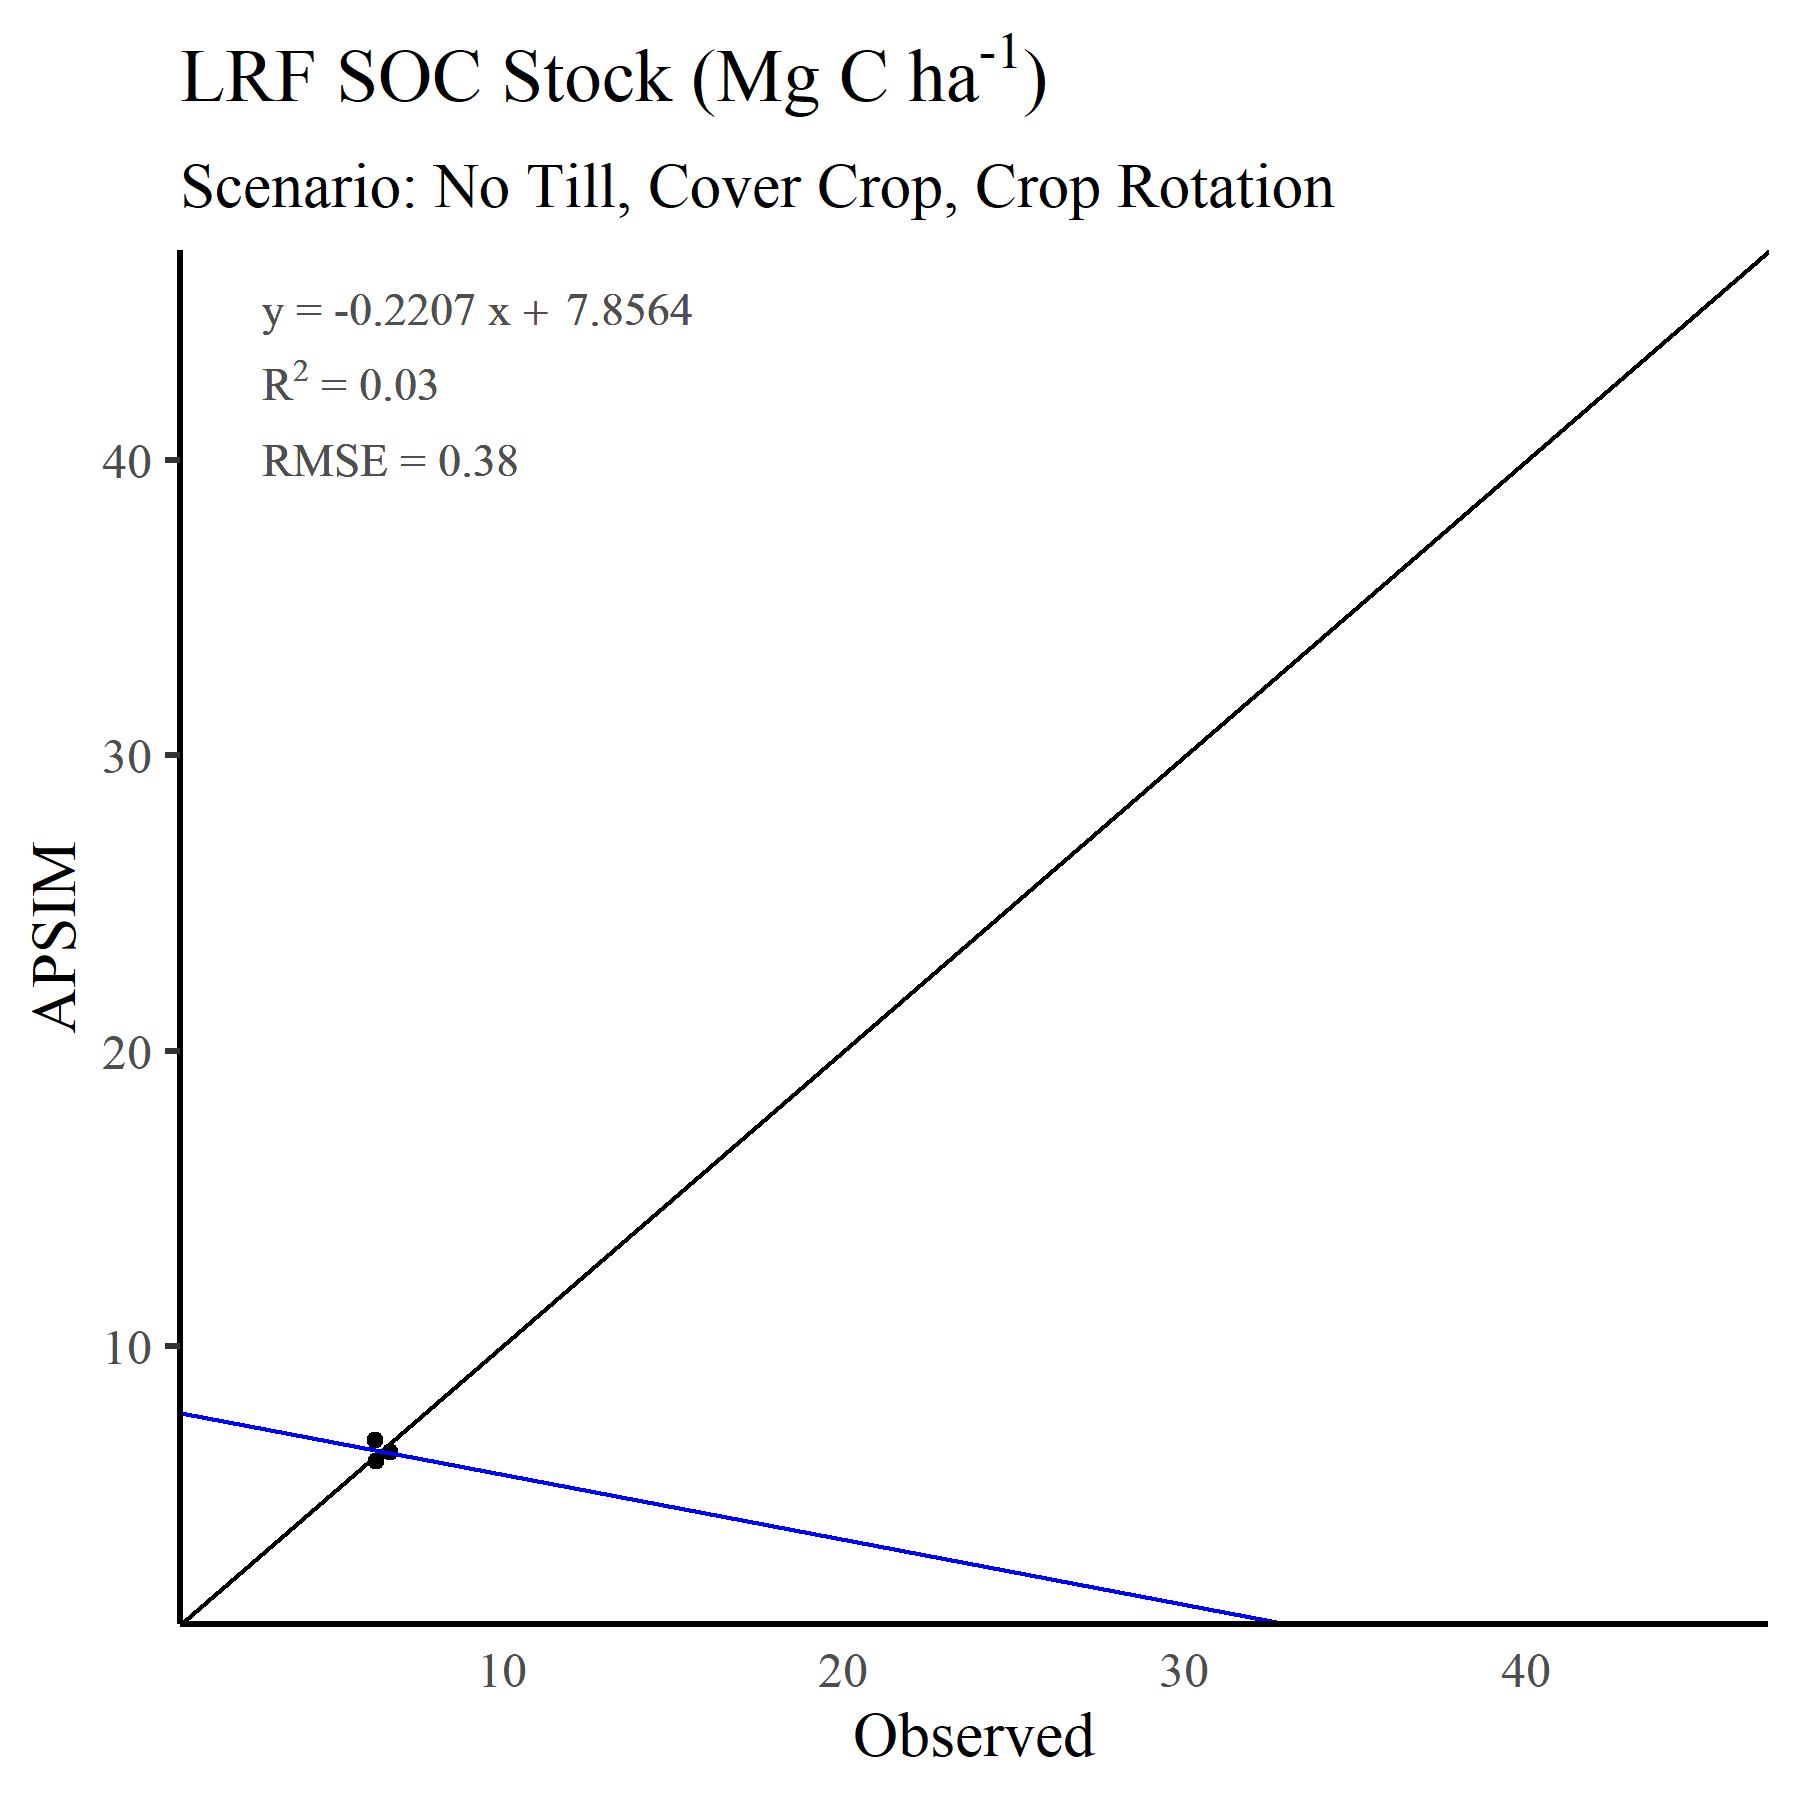 LRF SOC Stock (Mg C ha⁻¹)
Scenario: No Till, Cover Crop, Crop Rotation
y = -0.2207 x + 7.8564
R² = 0.03
RMSE = 0.38
40
30
20
10
APSIM
10 20 30 40
Observed